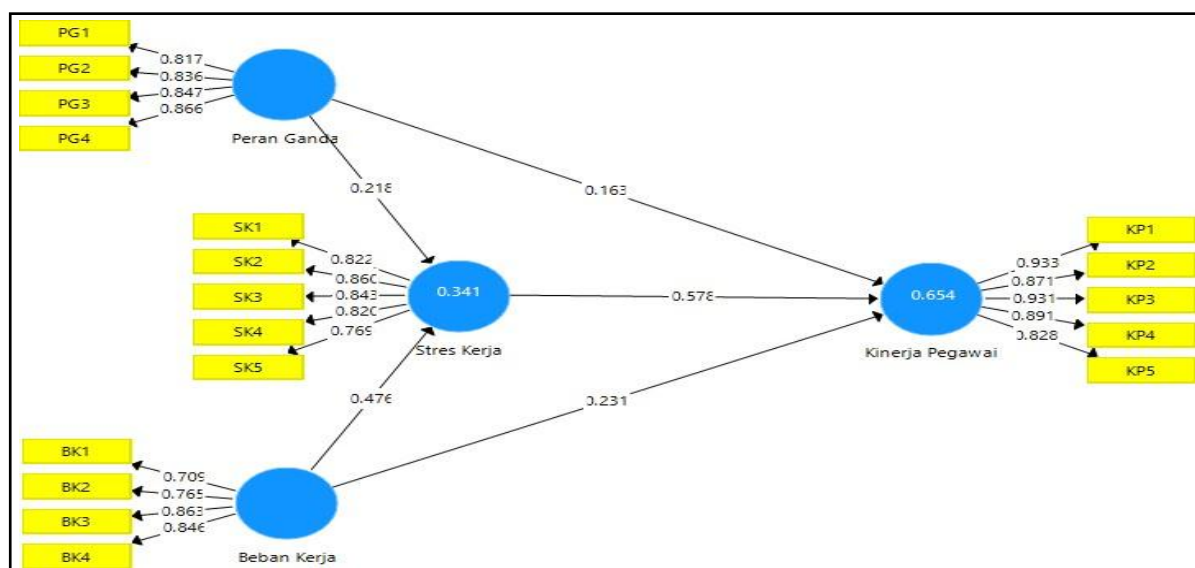 PG1
0.817
PG2
0.836
PG3
0.847
PG4
0.866
Peran Ganda
0.218
0.163
SK1
0.822
SK2
0.860
SK3
0.843
SK4
0.820
SK5
0.769
0.341
Stres Kerja
0.578
0.654
Kinerja Pegawai
KP1
0.933
KP2
0.871
KP3
0.931
KP4
0.891
KP5
0.828
0.476
0.231
BK1
0.709
BK2
0.765
BK3
0.863
BK4
0.846
Beban Kerja